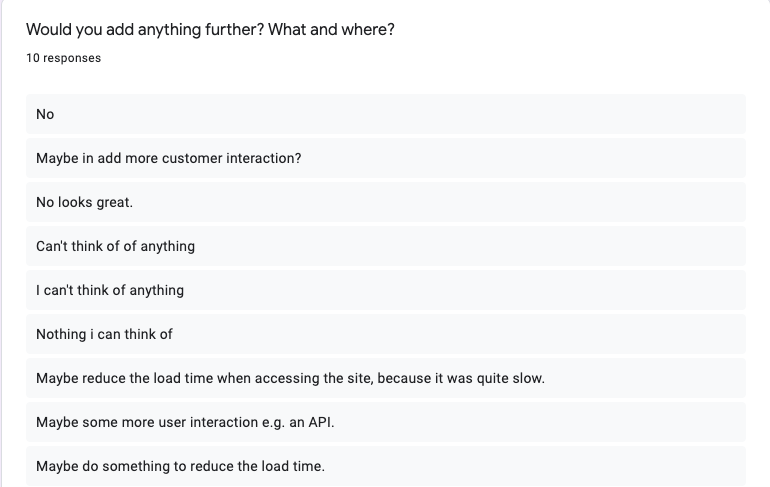 Would you add anything further? What and where?
10 responses
No
Maybe in add more customer interaction?
No looks great.
Can't think of of anything
I can't think of anything
Nothing i can think of
Maybe reduce the load time when accessing the site, because it was quite slow.
Maybe some more user interaction e.g. an API.
Maybe do something to reduce the load time.